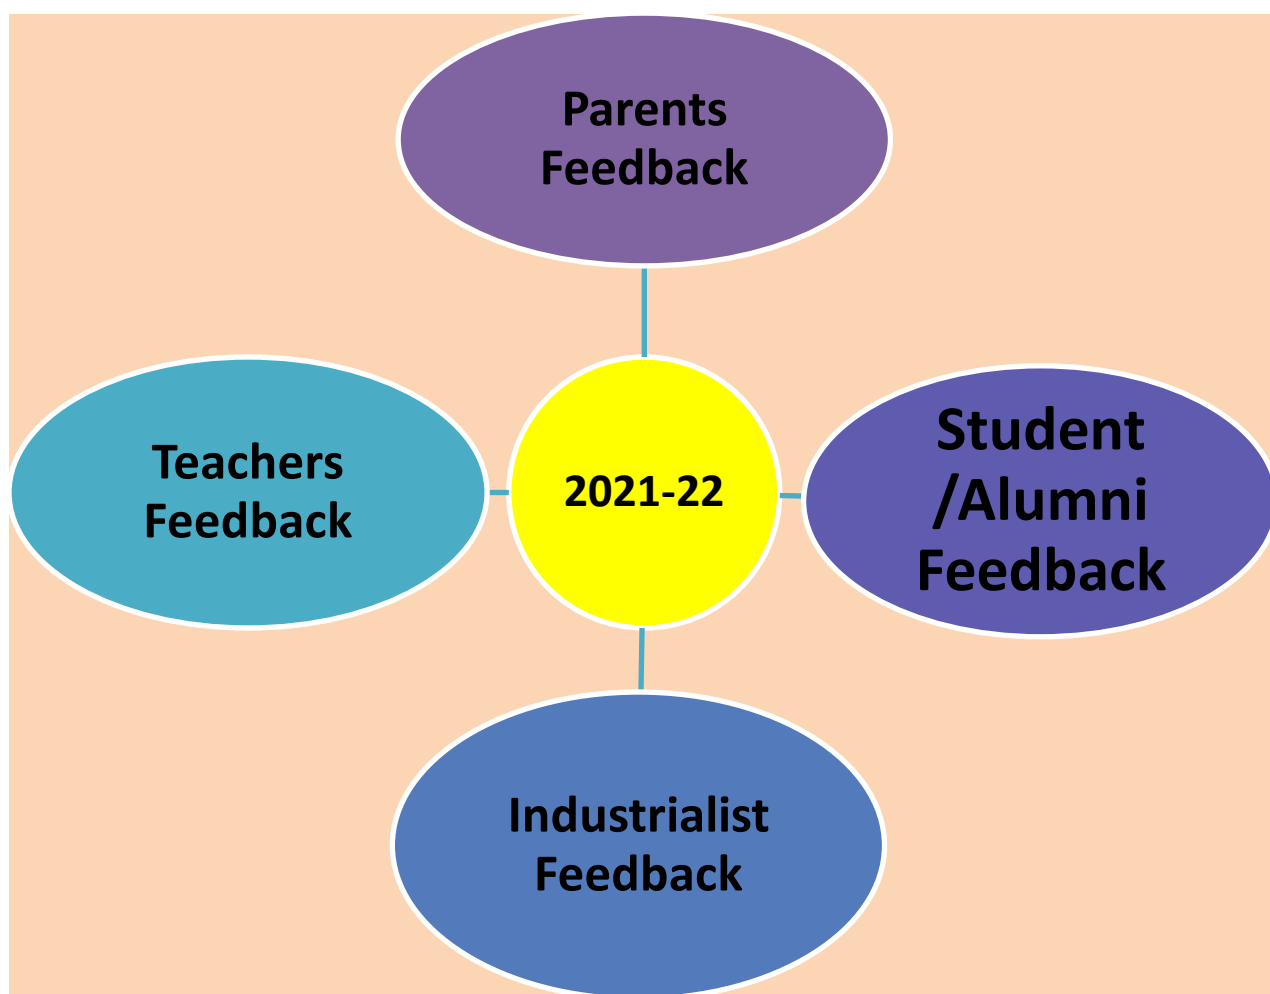 Parents
Feedback
Teachers
Feedback
2021-22
Student
/Alumni
Feedback
Industrialist
Feedback